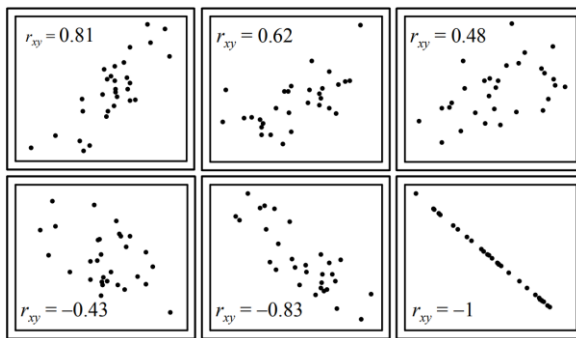 r_xy = 0.81
r_xy = 0.62
r_xy = 0.48
r_xy = –0.43
r_xy = –0.83
r_xy = –1